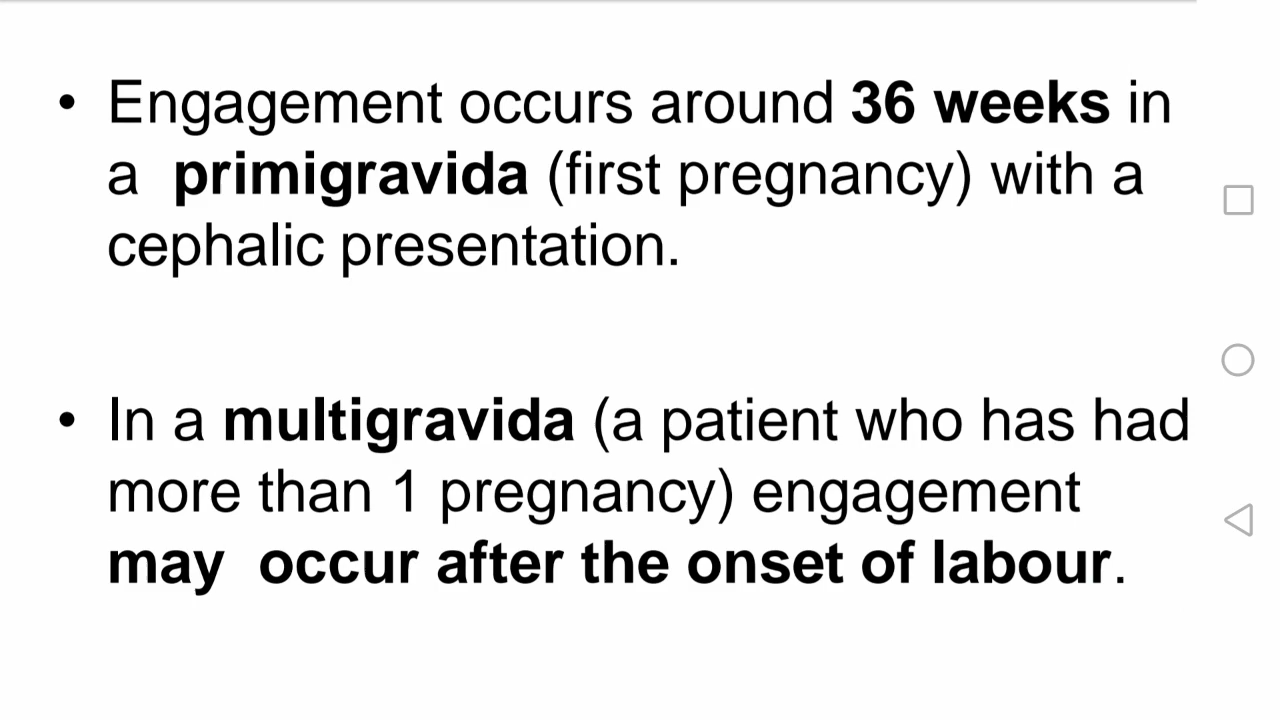 • Engagement occurs around 36 weeks in
a primigravida (first pregnancy) with a
cephalic presentation.
• In a multigravida (a patient who has had
more than 1 pregnancy) engagement
may occur after the onset of labour.